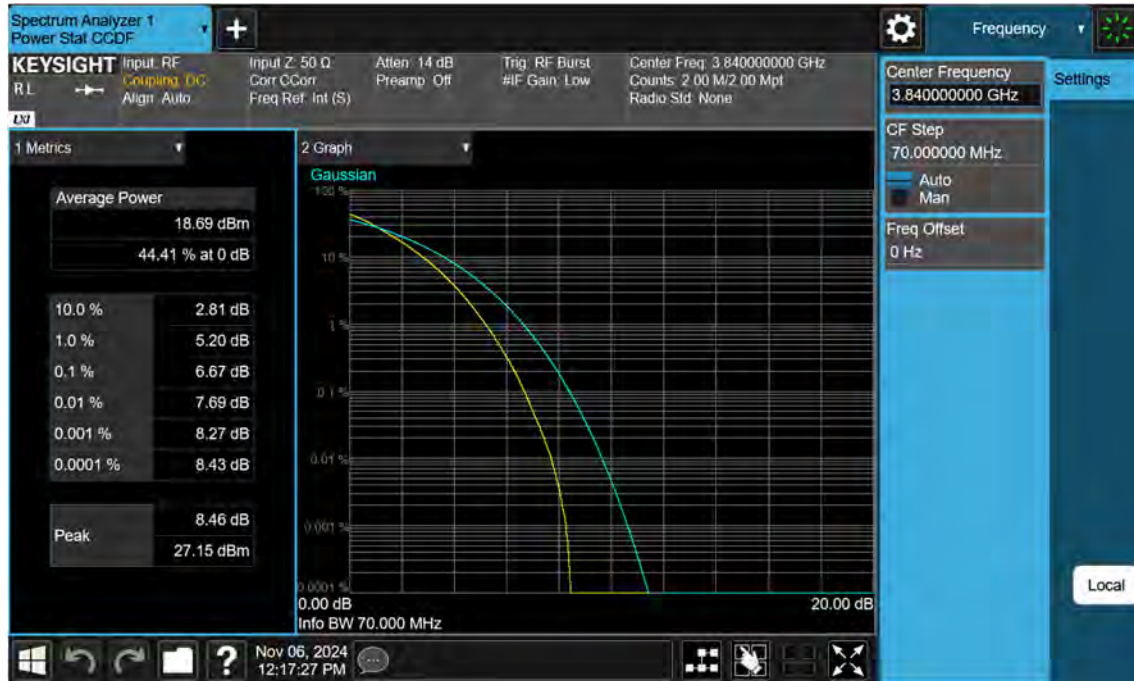 Spectrum Analyzer 1
Power Stat CCDF
+
Frequency
KEYSIGHT
RL
LXI
Input: RF
Coupling: DC
Align: Auto
Input Z: 50 Ω
Corr CCorr
Freq Ref: Int (S)
Atten: 14 dB
Preamp: Off
Trig: RF Burst
#IF Gain: Low
Center Freq: 3.840000000 GHz
Counts: 2.00 M/2.00 Mpt
Radio Std: None
Center Frequency
3.840000000 GHz
Settings
CF Step
70.000000 MHz
Auto
Man
Freq Offset
0 Hz
Local
1 Metrics
Average Power
18.69 dBm
44.41 % at 0 dB
10.0 % 2.81 dB
1.0 % 5.20 dB
0.1 % 6.67 dB
0.01 % 7.69 dB
0.001 % 8.27 dB
0.0001 % 8.43 dB
Peak
8.46 dB
27.15 dBm
2 Graph
Gaussian
100 %
10 %
1 %
0.1 %
0.01 %
0.001 %
0.0001 %
0.00 dB 20.00 dB
Info BW 70.000 MHz
?
Nov 06, 2024
12:17:27 PM